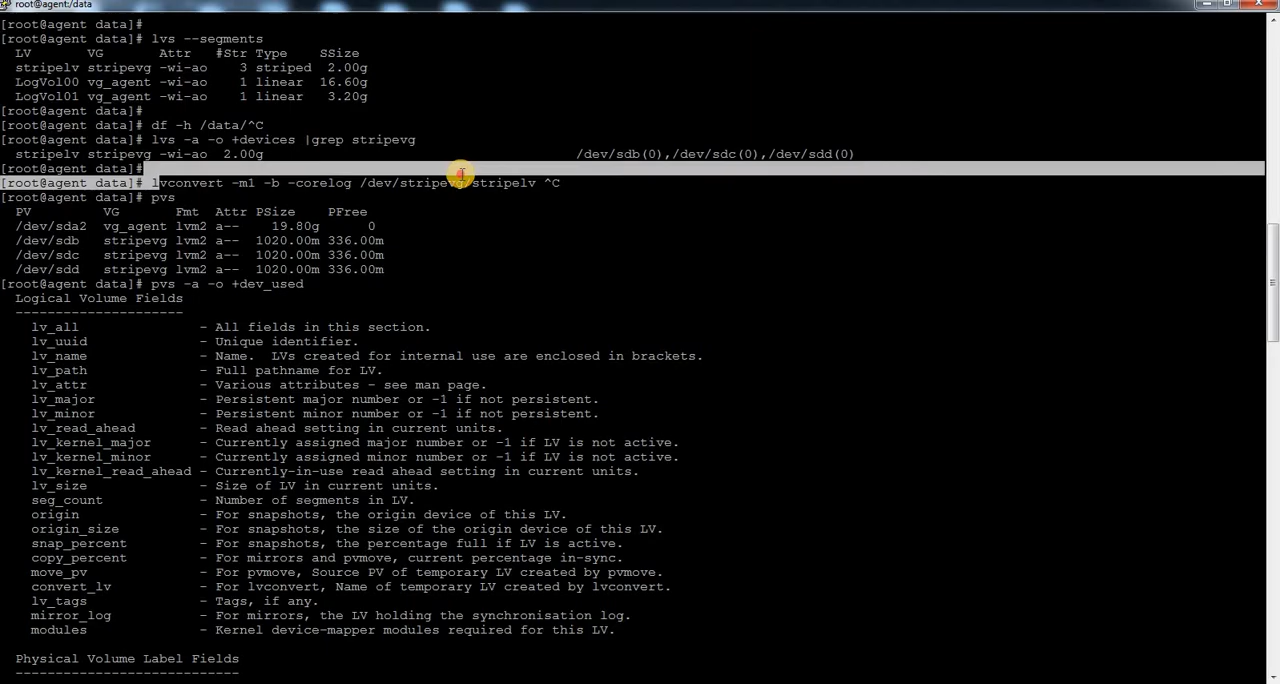 root@agent:/data
[root@agent data]#
[root@agent data]# lvs --segments
LV VG Attr #Str Type SSize
stripelv stripevg -wi-ao 3 striped 2.00g
LogVol00 vg_agent -wi-ao 1 linear 16.60g
LogVol01 vg_agent -wi-ao 1 linear 3.20g
[root@agent data]#
[root@agent data]# df -h /data/^C
[root@agent data]# lvs -a -o +devices |grep stripevg
stripelv stripevg -wi-ao 2.00g /dev/sdb(0),/dev/sdc(0),/dev/sdd(0)
[root@agent data]#
[root@agent data]# lvconvert -m1 -b -corelog /dev/stripevg/stripelv ^C
[root@agent data]# pvs
PV VG Fmt Attr PSize PFree
/dev/sda2 vg_agent lvm2 a-- 19.80g 0
/dev/sdb stripevg lvm2 a-- 1020.00m 336.00m
/dev/sdc stripevg lvm2 a-- 1020.00m 336.00m
/dev/sdd stripevg lvm2 a-- 1020.00m 336.00m
[root@agent data]# pvs -a -o +dev_used
Logical Volume Fields
---------------------
lv_all - All fields in this section.
lv_uuid - Unique identifier.
lv_name - Name. LVs created for internal use are enclosed in brackets.
lv_path - Full pathname for LV.
lv_attr - Various attributes - see man page.
lv_major - Persistent major number or -1 if not persistent.
lv_minor - Persistent minor number or -1 if not persistent.
lv_read_ahead - Read ahead setting in current units.
lv_kernel_major - Currently assigned major number or -1 if LV is not active.
lv_kernel_minor - Currently assigned minor number or -1 if LV is not active.
lv_kernel_read_ahead - Currently-in-use read ahead setting in current units.
lv_size - Size of LV in current units.
seg_count - Number of segments in LV.
origin - For snapshots, the origin device of this LV.
origin_size - For snapshots, the size of the origin device of this LV.
snap_percent - For snapshots, the percentage full if LV is active.
copy_percent - For mirrors and pvmove, current percentage in-sync.
move_pv - For pvmove, Source PV of temporary LV created by pvmove.
convert_lv - For lvconvert, Name of temporary LV created by lvconvert.
lv_tags - Tags, if any.
mirror_log - For mirrors, the LV holding the synchronisation log.
modules - Kernel device-mapper modules required for this LV.
Physical Volume Label Fields
----------------------------